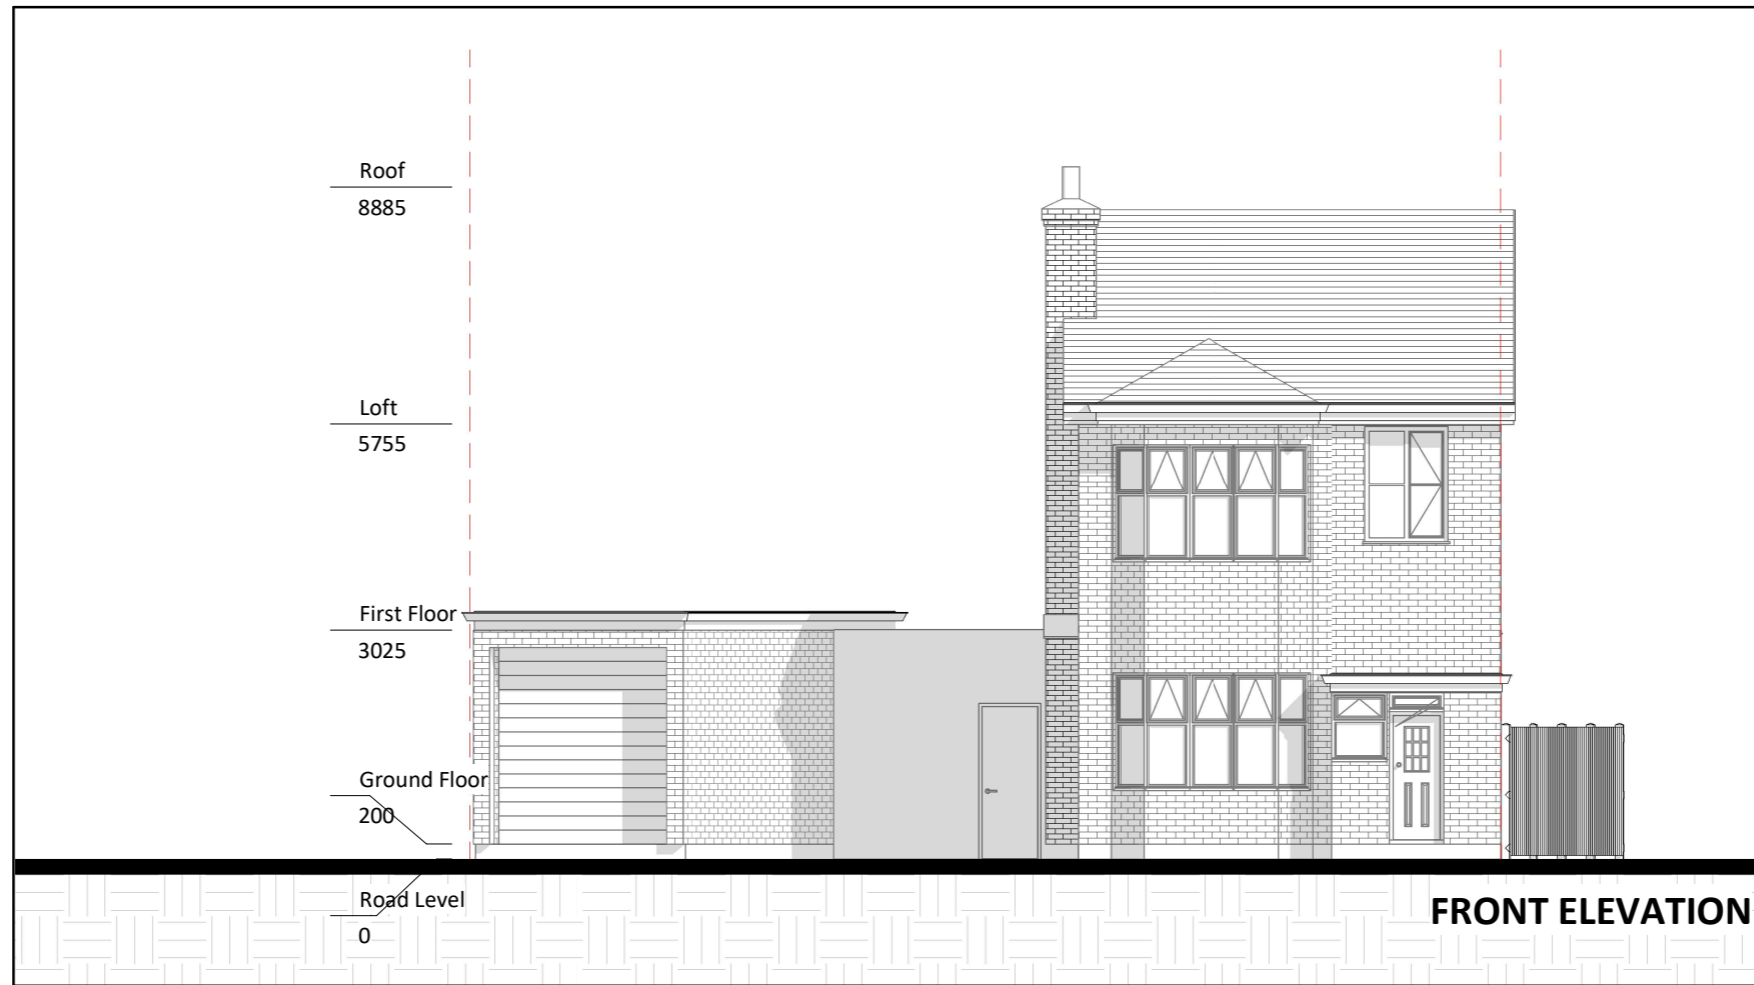 Roof
8885
Loft
5755
First Floor
3025
Ground Floor
200
Road Level
0
FRONT ELEVATION